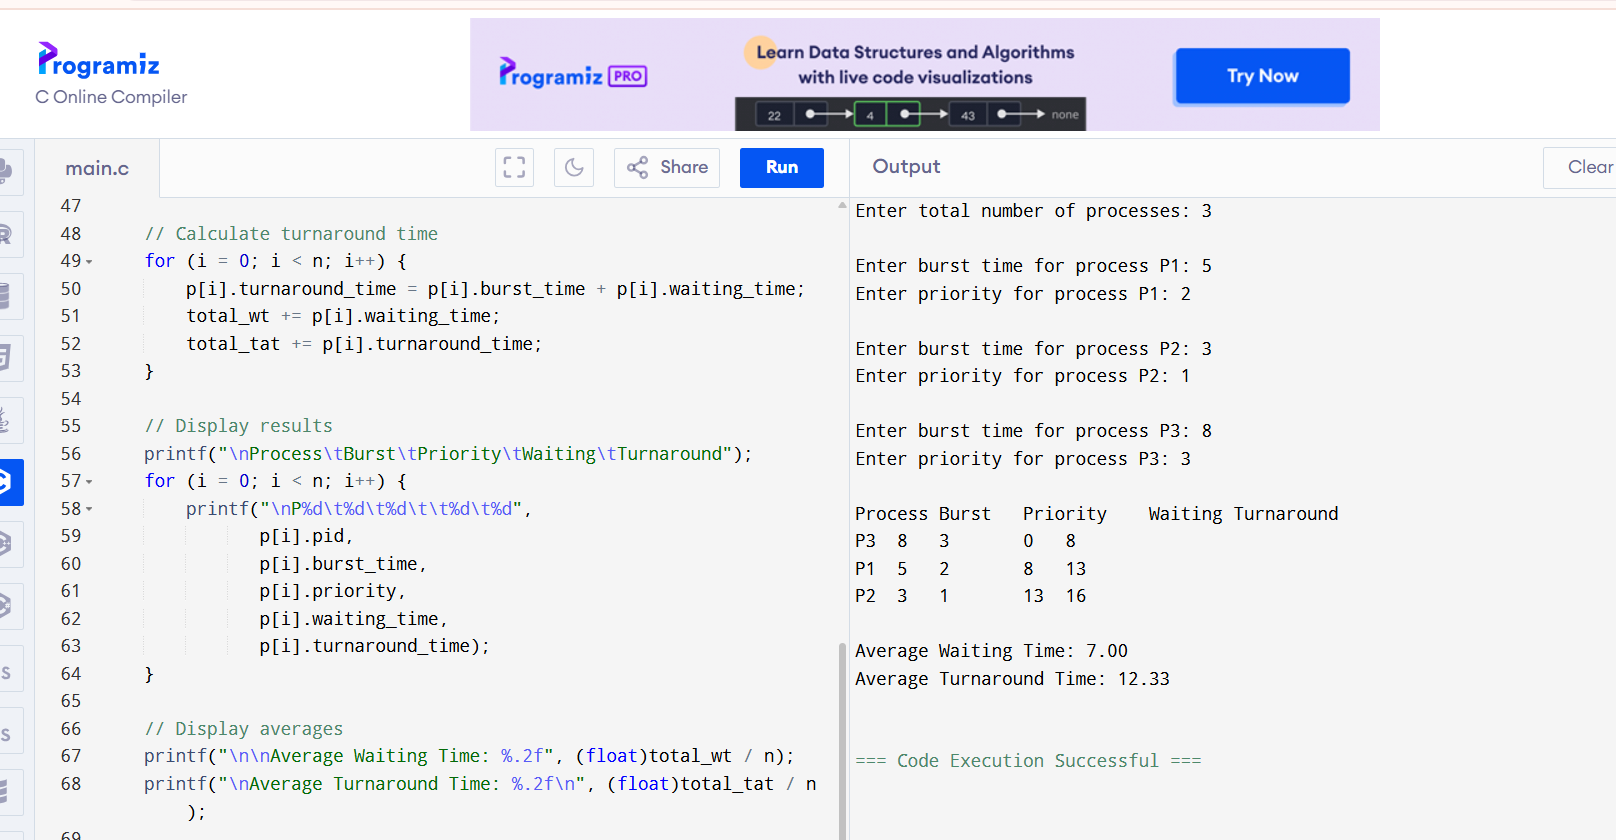 Programiz
C Online Compiler
Programiz PRO
Learn Data Structures and Algorithms
with live code visualizations
22 4 43 none
Try Now
main.c
Share
Run
Output
Clear
47
48 // Calculate turnaround time
49 for (i = 0; i < n; i++) {
50 p[i].turnaround_time = p[i].burst_time + p[i].waiting_time;
51 total_wt += p[i].waiting_time;
52 total_tat += p[i].turnaround_time;
53 }
54
55 // Display results
56 printf("\nProcess\tBurst\tPriority\tWaiting\tTurnaround");
57 for (i = 0; i < n; i++) {
58 printf("\nP%d\t%d\t%d\t\t%d\t%d",
59 p[i].pid,
60 p[i].burst_time,
61 p[i].priority,
62 p[i].waiting_time,
63 p[i].turnaround_time);
64 }
65
66 // Display averages
67 printf("\n\nAverage Waiting Time: %.2f", (float)total_wt / n);
68 printf("\nAverage Turnaround Time: %.2f\n", (float)total_tat / n
);
69
Enter total number of processes: 3
Enter burst time for process P1: 5
Enter priority for process P1: 2
Enter burst time for process P2: 3
Enter priority for process P2: 1
Enter burst time for process P3: 8
Enter priority for process P3: 3
Process Burst Priority Waiting Turnaround
P3 8 3 0 8
P1 5 2 8 13
P2 3 1 13 16
Average Waiting Time: 7.00
Average Turnaround Time: 12.33
=== Code Execution Successful ===